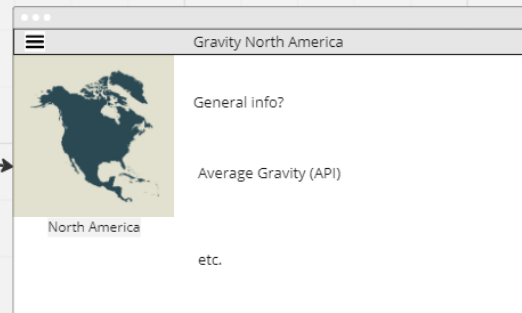 Gravity North America
General info?
Average Gravity (API)
North America
etc.